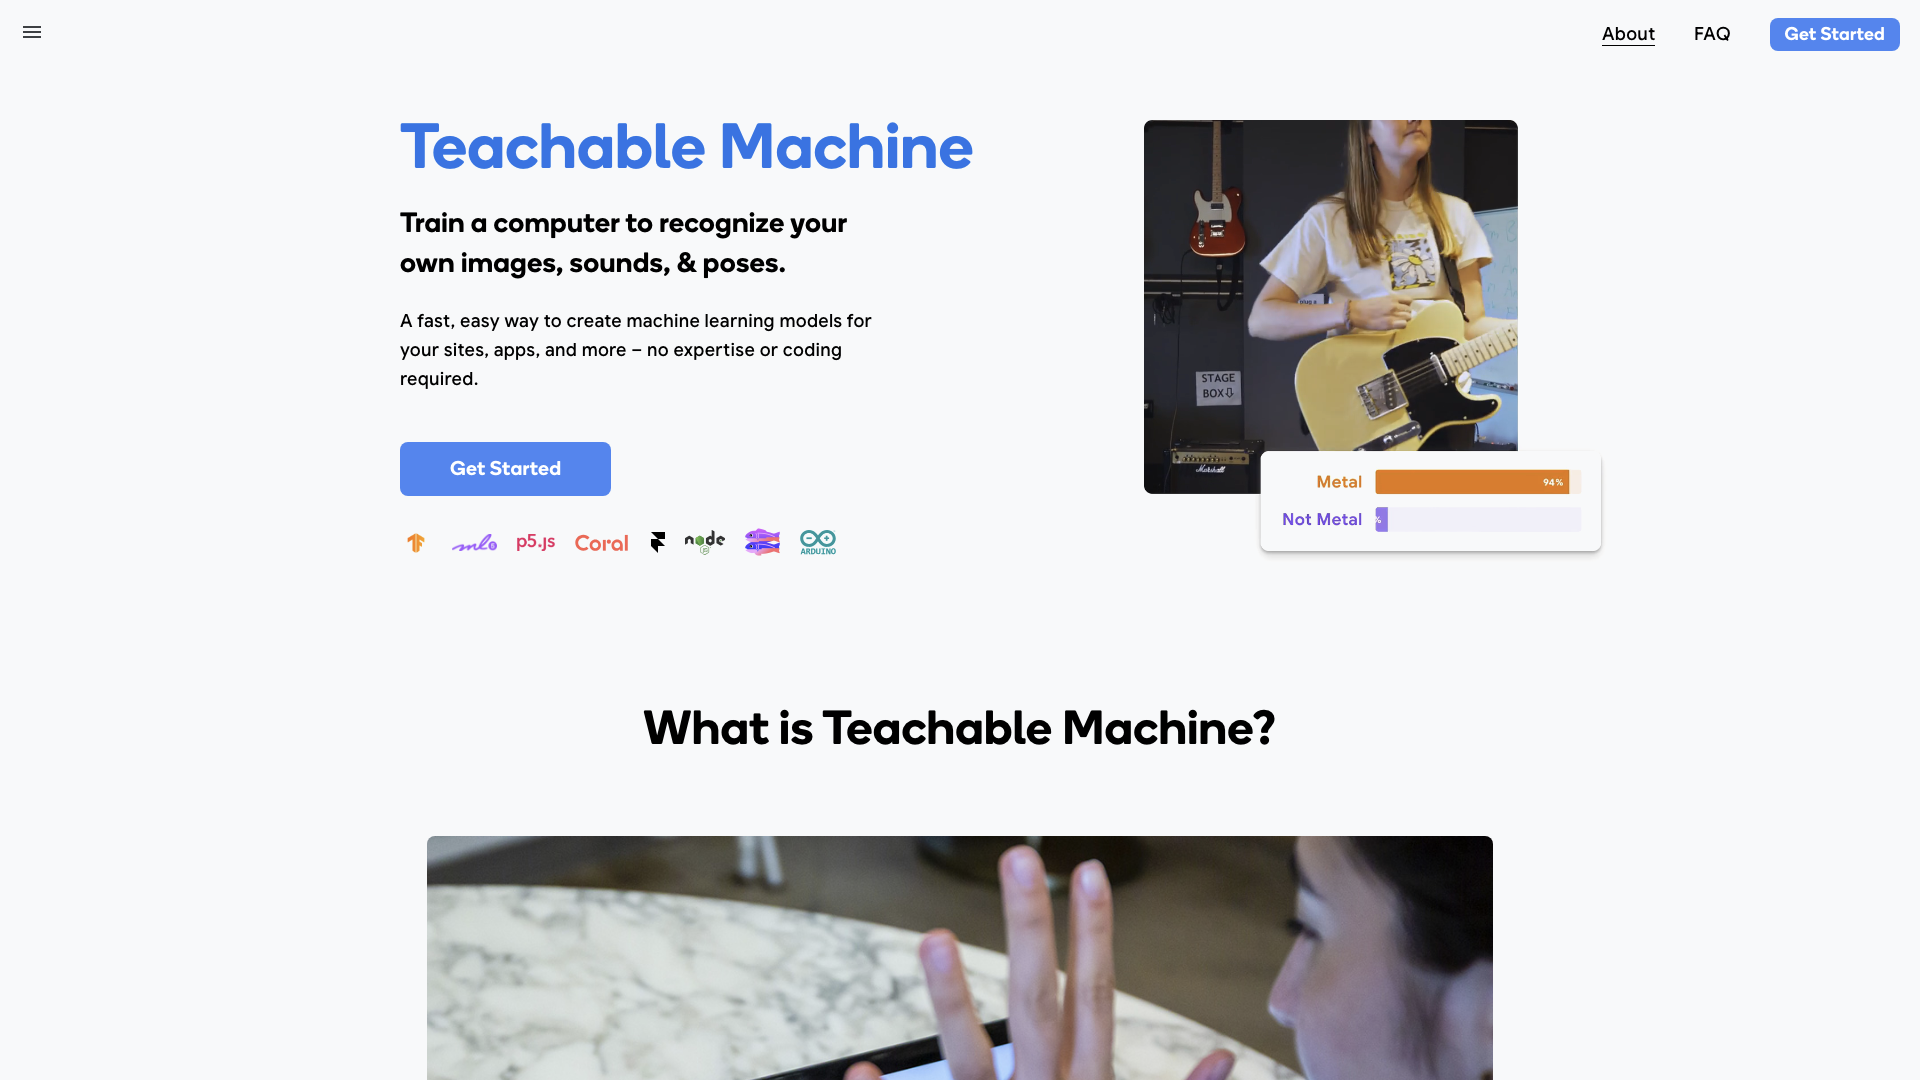 About
FAQ
Get Started
Teachable Machine
Train a computer to recognize your
own images, sounds, & poses.
A fast, easy way to create machine learning models for
your sites, apps, and more – no expertise or coding
required.
Get Started
p5.js
Coral
node
JS
ARDUINO
STAGE
BOX
Marshall
Metal
94%
Not Metal
%
What is Teachable Machine?